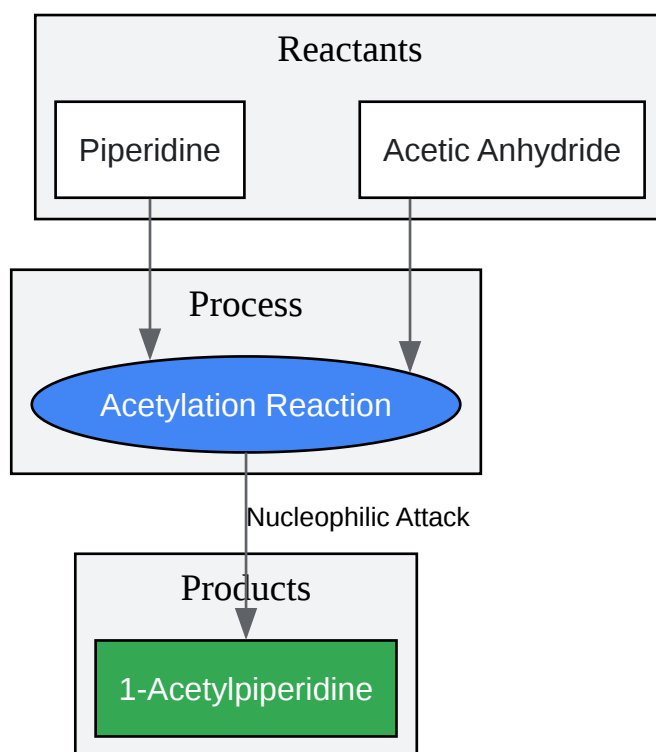 Reactants
Piperidine
Acetic Anhydride
Process
Acetylation Reaction
Nucleophilic Attack
Products
1-Acetylpiperidine